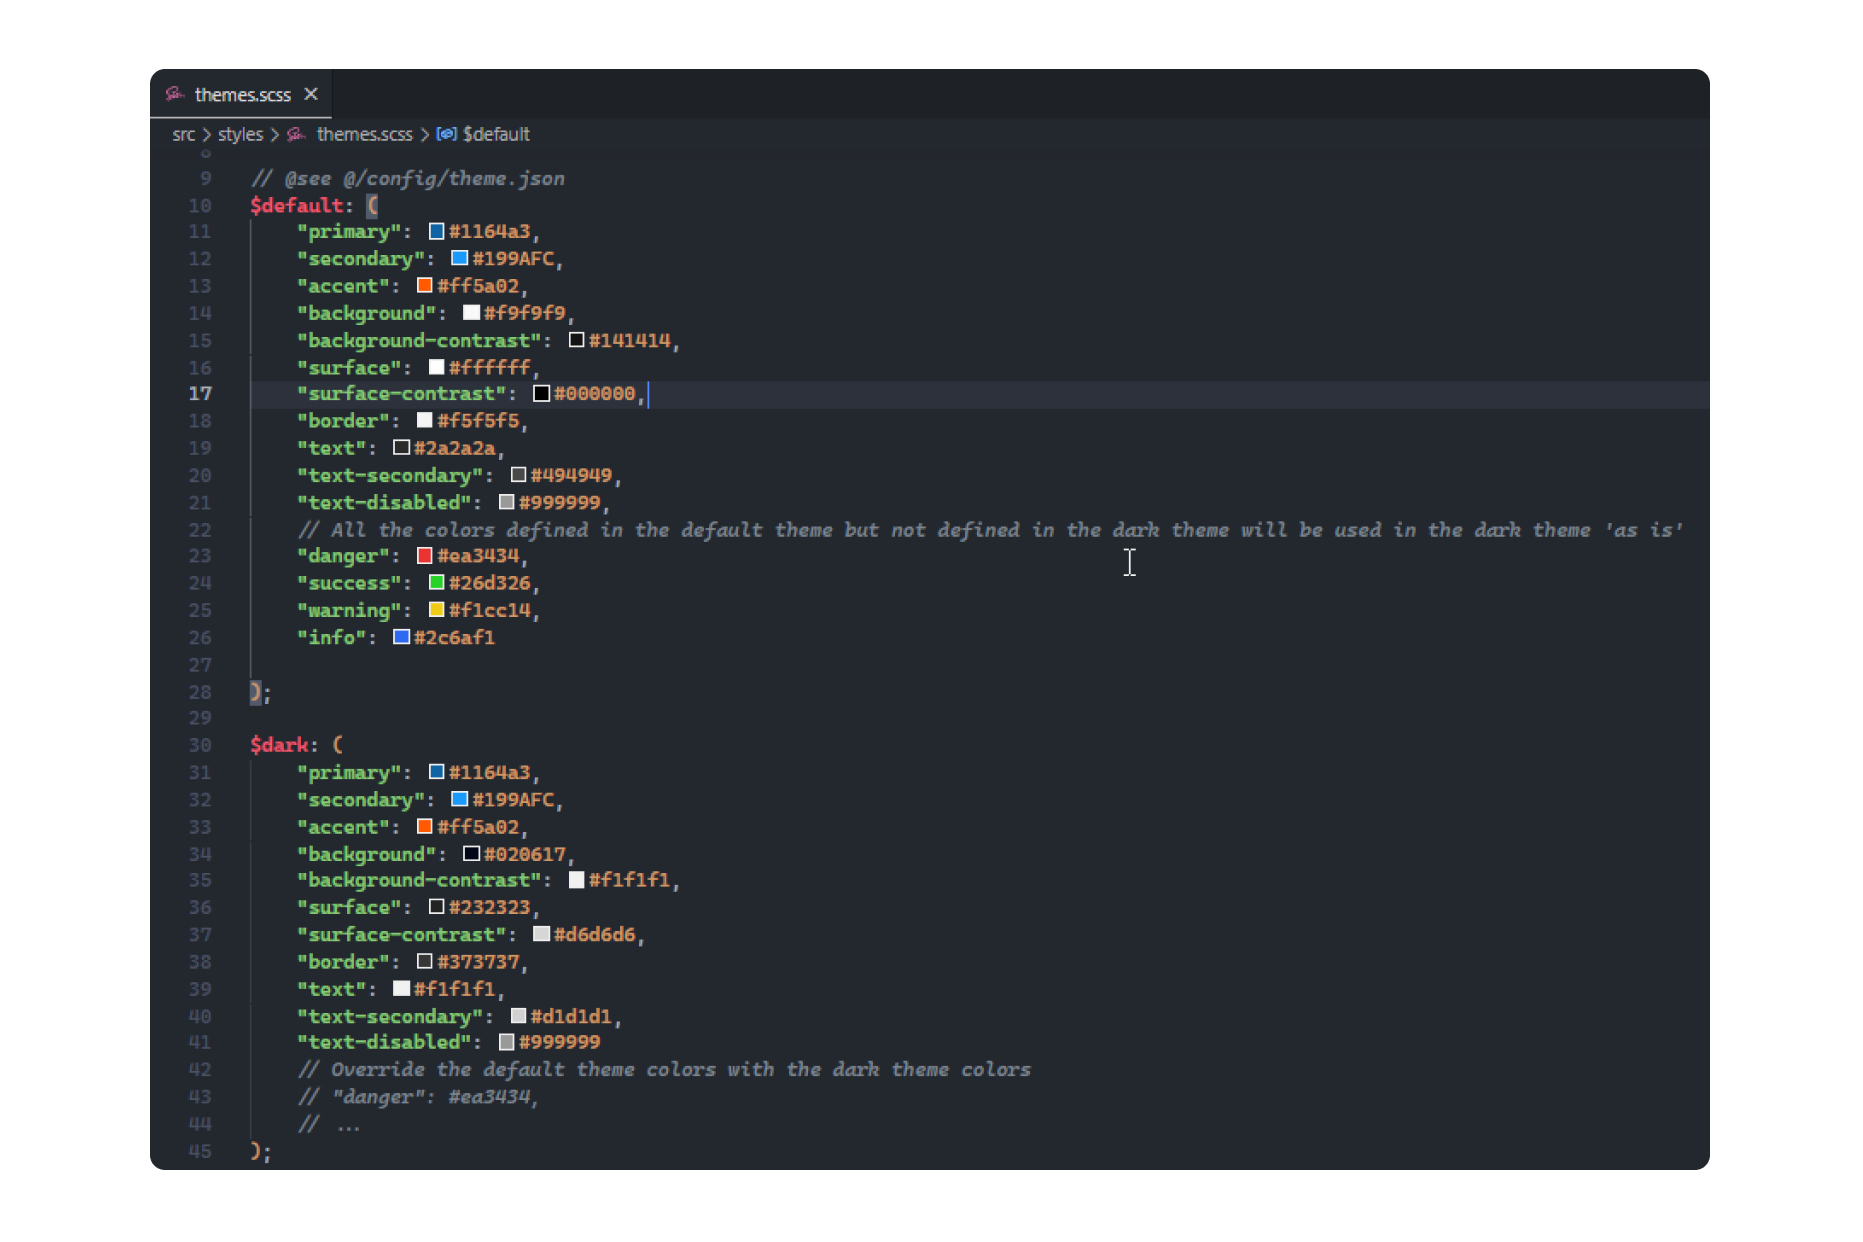 themes.scss ×
src > styles > themes.scss > $default
8
9 // @see @/config/theme.json
10 $default: (
11 "primary": #1164a3,
12 "secondary": #199AFC,
13 "accent": #ff5a02,
14 "background": #f9f9f9,
15 "background-contrast": #141414,
16 "surface": #ffffff,
17 "surface-contrast": #000000,
18 "border": #f5f5f5,
19 "text": #2a2a2a,
20 "text-secondary": #494949,
21 "text-disabled": #999999,
22 // All the colors defined in the default theme but not defined in the dark theme will be used in the dark theme 'as is'
23 "danger": #ea3434,
24 "success": #26d326,
25 "warning": #f1cc14,
26 "info": #2c6af1
27
28 );
29
30 $dark: (
31 "primary": #1164a3,
32 "secondary": #199AFC,
33 "accent": #ff5a02,
34 "background": #020617,
35 "background-contrast": #f1f1f1,
36 "surface": #232323,
37 "surface-contrast": #d6d6d6,
38 "border": #373737,
39 "text": #f1f1f1,
40 "text-secondary": #d1d1d1,
41 "text-disabled": #999999
42 // Override the default theme colors with the dark theme colors
43 // "danger": #ea3434,
44 // ...
45 );